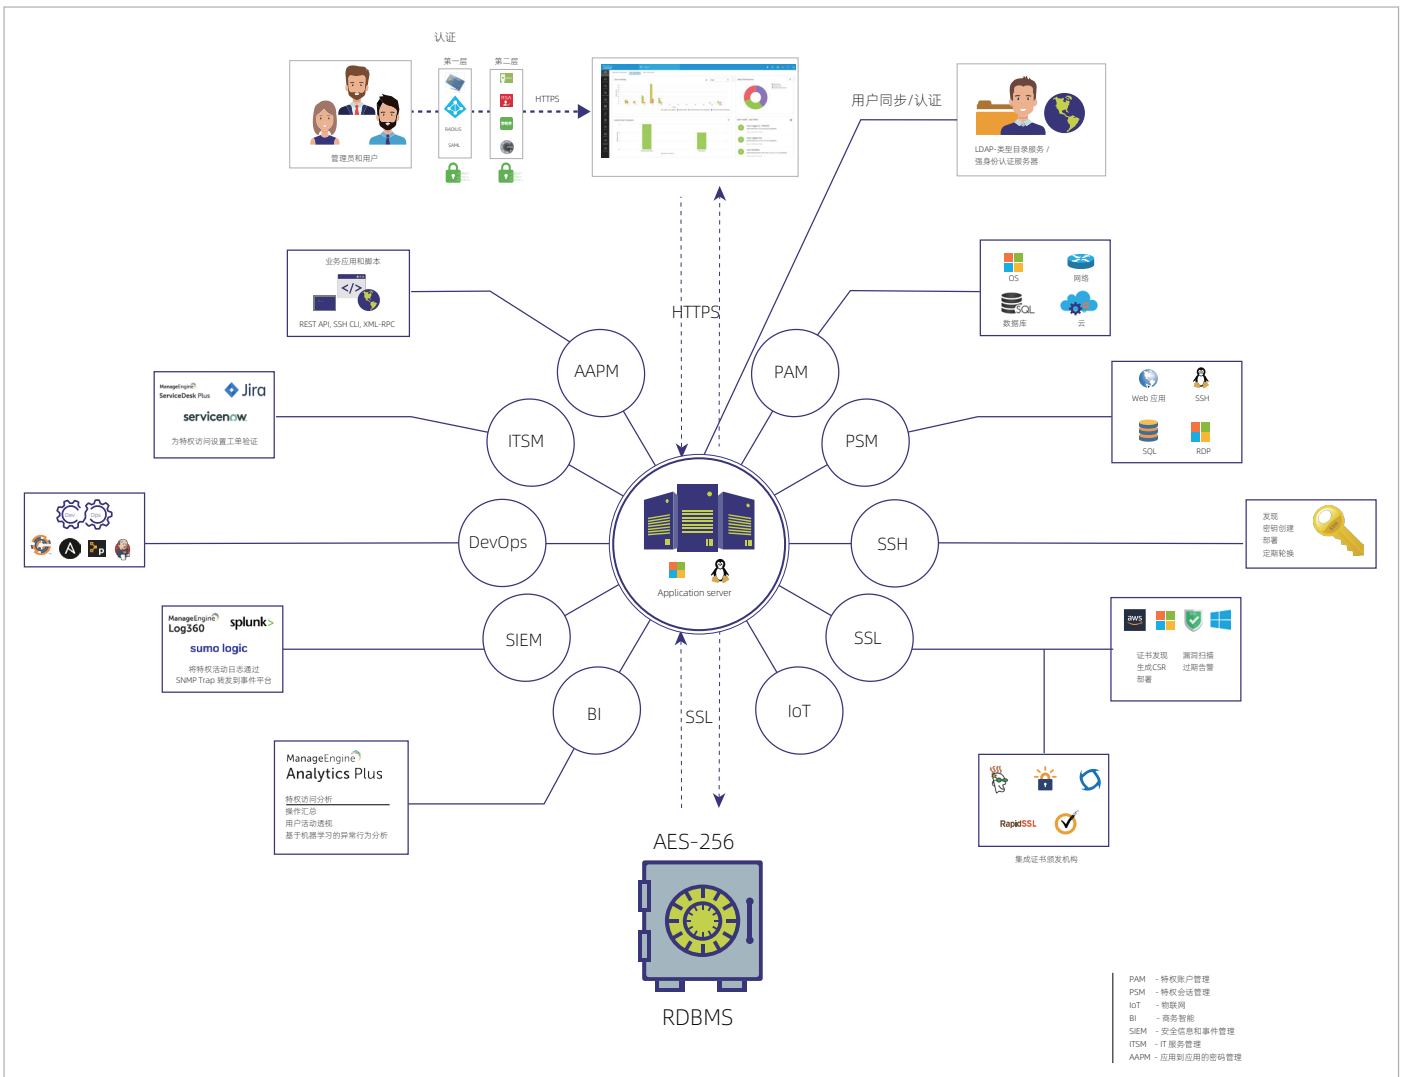 认证
第一层
第二层
RADIUS
SAML
RSA
HTTPS
管理员和用户
用户同步/认证
LDAP-类型目录服务 /
强身份认证服务器
业务应用和脚本
</>
REST API, SSH CLI, XML-RPC
HTTPS
OS
网络
SQL
数据库
云
AAPM
PAM
ManageEngine
ServiceDesk Plus
Jira
servicenow
为特权访问设置工单验证
ITSM
PSM
Web 应用
SSH
SQL
RDP
Dev
Ops
DevOps
Application server
SSH
发现
密钥创建
部署
定期轮换
ManageEngine
Log360
splunk>
sumo logic
将特权活动日志通过
SNMP Trap 转发到事件平台
SIEM
SSL
aws
证书发现
生成CSR
部署
漏洞扫描
过期告警
BI
SSL
IoT
ManageEngine
Analytics Plus
特权访问分析
操作汇总
用户活动透视
基于机器学习的异常行为分析
RapidSSL
集成证书颁发机构
AES-256
RDBMS
PAM - 特权账户管理
PSM - 特权会话管理
IoT - 物联网
BI - 商务智能
SIEM - 安全信息和事件管理
ITSM - IT 服务管理
AAPM - 应用到应用的密码管理